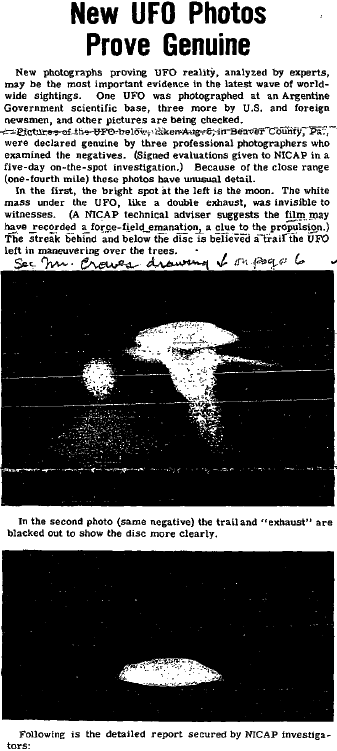 New UFO Photos
Prove Genuine
New photographs proving UFO reality, analyzed by experts,
may be the most important evidence in the latest wave of world-
wide sightings. One UFO was photographed at an Argentine
Government scientific base, three more by U.S. and foreign
newsmen, and other pictures are being checked.
Pictures of the UFO below, taken Aug. 8, in Beaver County, Pa.,
were declared genuine by three professional photographers who
examined the negatives. (Signed evaluations given to NICAP in a
five-day on-the-spot investigation.) Because of the close range
(one-fourth mile) these photos have unusual detail.
In the first, the bright spot at the left is the moon. The white
mass under the UFO, like a double exhaust, was invisible to
witnesses. (A NICAP technical adviser suggests the film may
have recorded a force-field emanation, a clue to the propulsion.)
The streak behind and below the disc is believed a trail the UFO
left in maneuvering over the trees.
See Mr. drawing on page 6
In the second photo (same negative) the trail and "exhaust" are
blacked out to show the disc more clearly.
Following is the detailed report secured by NICAP investiga-
tors: